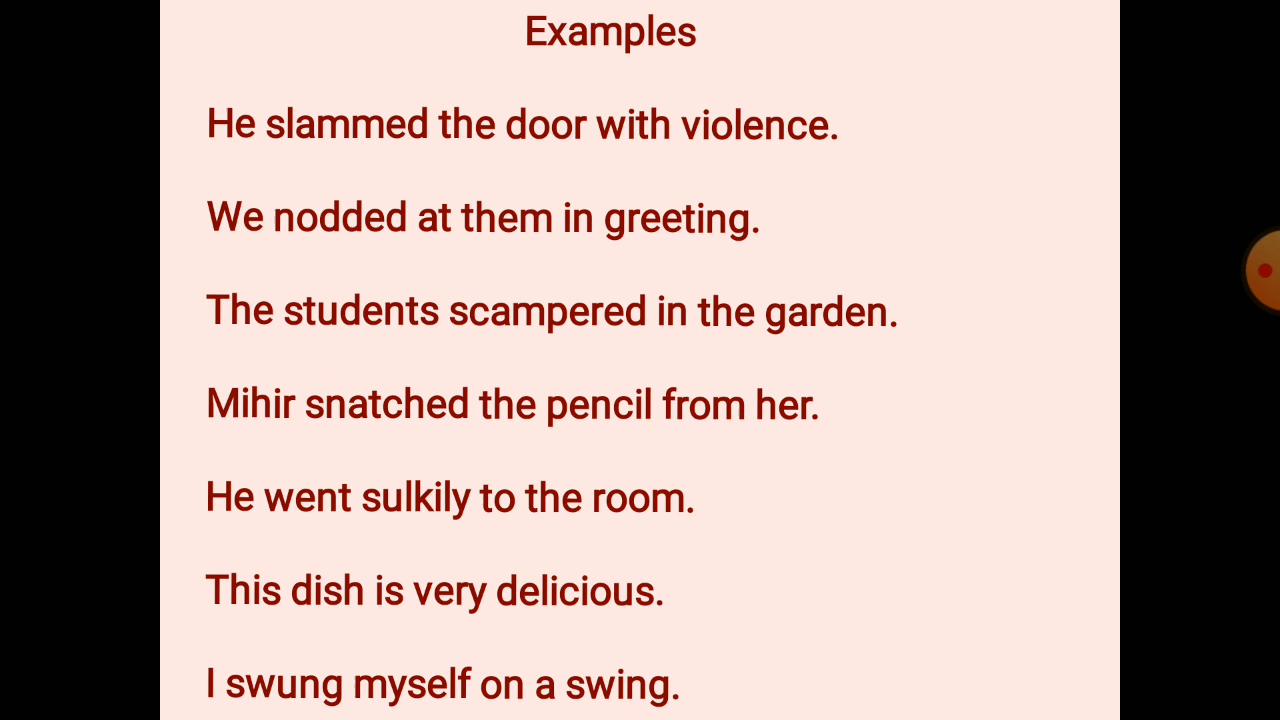 Examples
He slammed the door with violence.
We nodded at them in greeting.
The students scampered in the garden.
Mihir snatched the pencil from her.
He went sulkily to the room.
This dish is very delicious.
I swung myself on a swing.